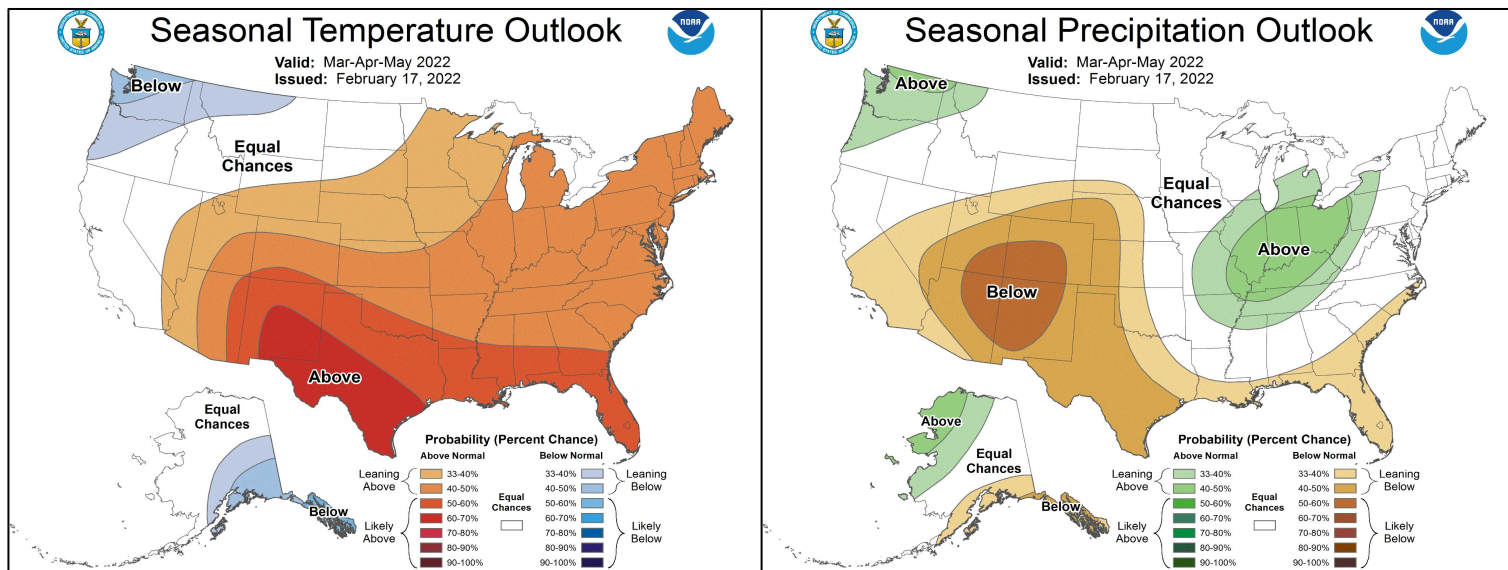 Seasonal Temperature Outlook
NOAA
Valid: Mar-Apr-May 2022
Issued: February 17, 2022
Below
Equal
Chances
Above
Equal
Chances
Below
Probability (Percent Chance)
Above Normal
Below Normal
Leaning
Above
33-40%
40-50%
50-60%
60-70%
70-80%
80-90%
90-100%
Likely
Above
Equal
Chances
33-40%
40-50%
50-60%
60-70%
70-80%
80-90%
90-100%
Leaning
Below
Likely
Below
Seasonal Precipitation Outlook
NOAA
Valid: Mar-Apr-May 2022
Issued: February 17, 2022
Above
Equal
Chances
Above
Below
Above
Equal
Chances
Below
Probability (Percent Chance)
Above Normal
Below Normal
Leaning
Above
33-40%
40-50%
50-60%
60-70%
70-80%
80-90%
90-100%
Likely
Above
Equal
Chances
33-40%
40-50%
50-60%
60-70%
70-80%
80-90%
90-100%
Leaning
Below
Likely
Below